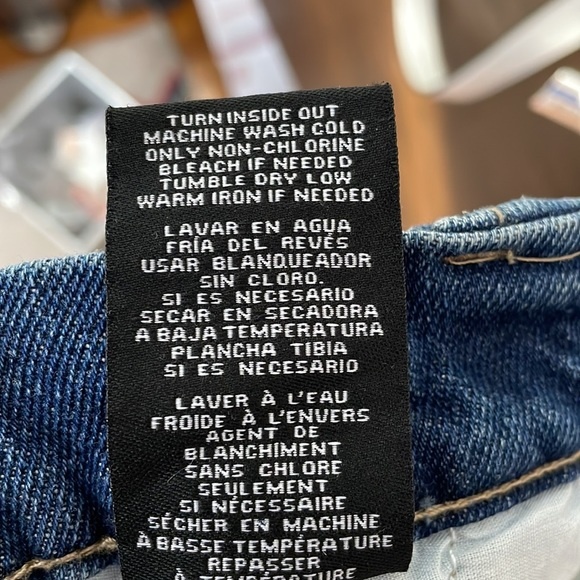 TURN INSIDE OUT
MACHINE WASH COLD
ONLY NON-CHLORINE
BLEACH IF NEEDED
TUMBLE DRY LOW
WARM IRON IF NEEDED
LAVAR EN AGUA
FRÍA DEL REVÉS
USAR BLANQUEADOR
SIN CLORO.
SI ES NECESARIO
SECAR EN SECADORA
A BAJA TEMPERATURA
PLANCHA TIBIA
SI ES NECESARIO
LAVER À L'EAU
FROIDE À L'ENVERS
AGENT DE
BLANCHIMENT
SANS CHLORE
SEULEMENT
SI NÉCESSAIRE
SÉCHER EN MACHINE
À BASSE TEMPÉRATURE
REPASSER
À TEMPÉRATURE